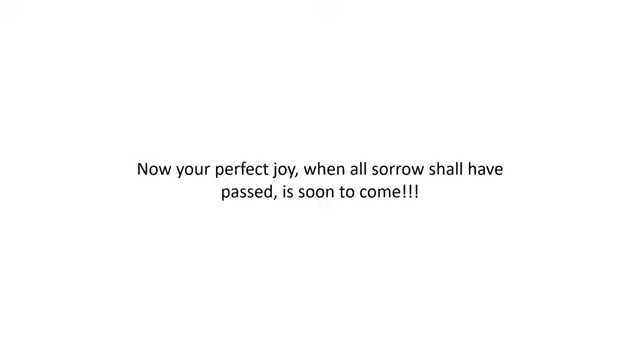 Now your perfect joy, when all sorrow shall have
passed, is soon to come!!!